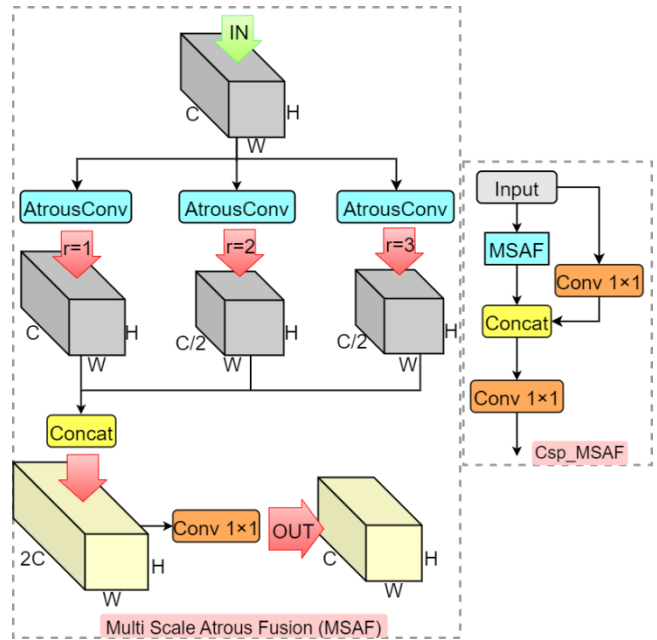 IN
C
H
W
AtrousConv
AtrousConv
AtrousConv
r=1
r=2
r=3
C
H
W
C/2
H
W
C/2
H
W
Concat
2C
H
W
Conv 1×1
OUT
C
H
W
Multi Scale Atrous Fusion (MSAF)
Input
MSAF
Conv 1×1
Concat
Conv 1×1
Csp_MSAF